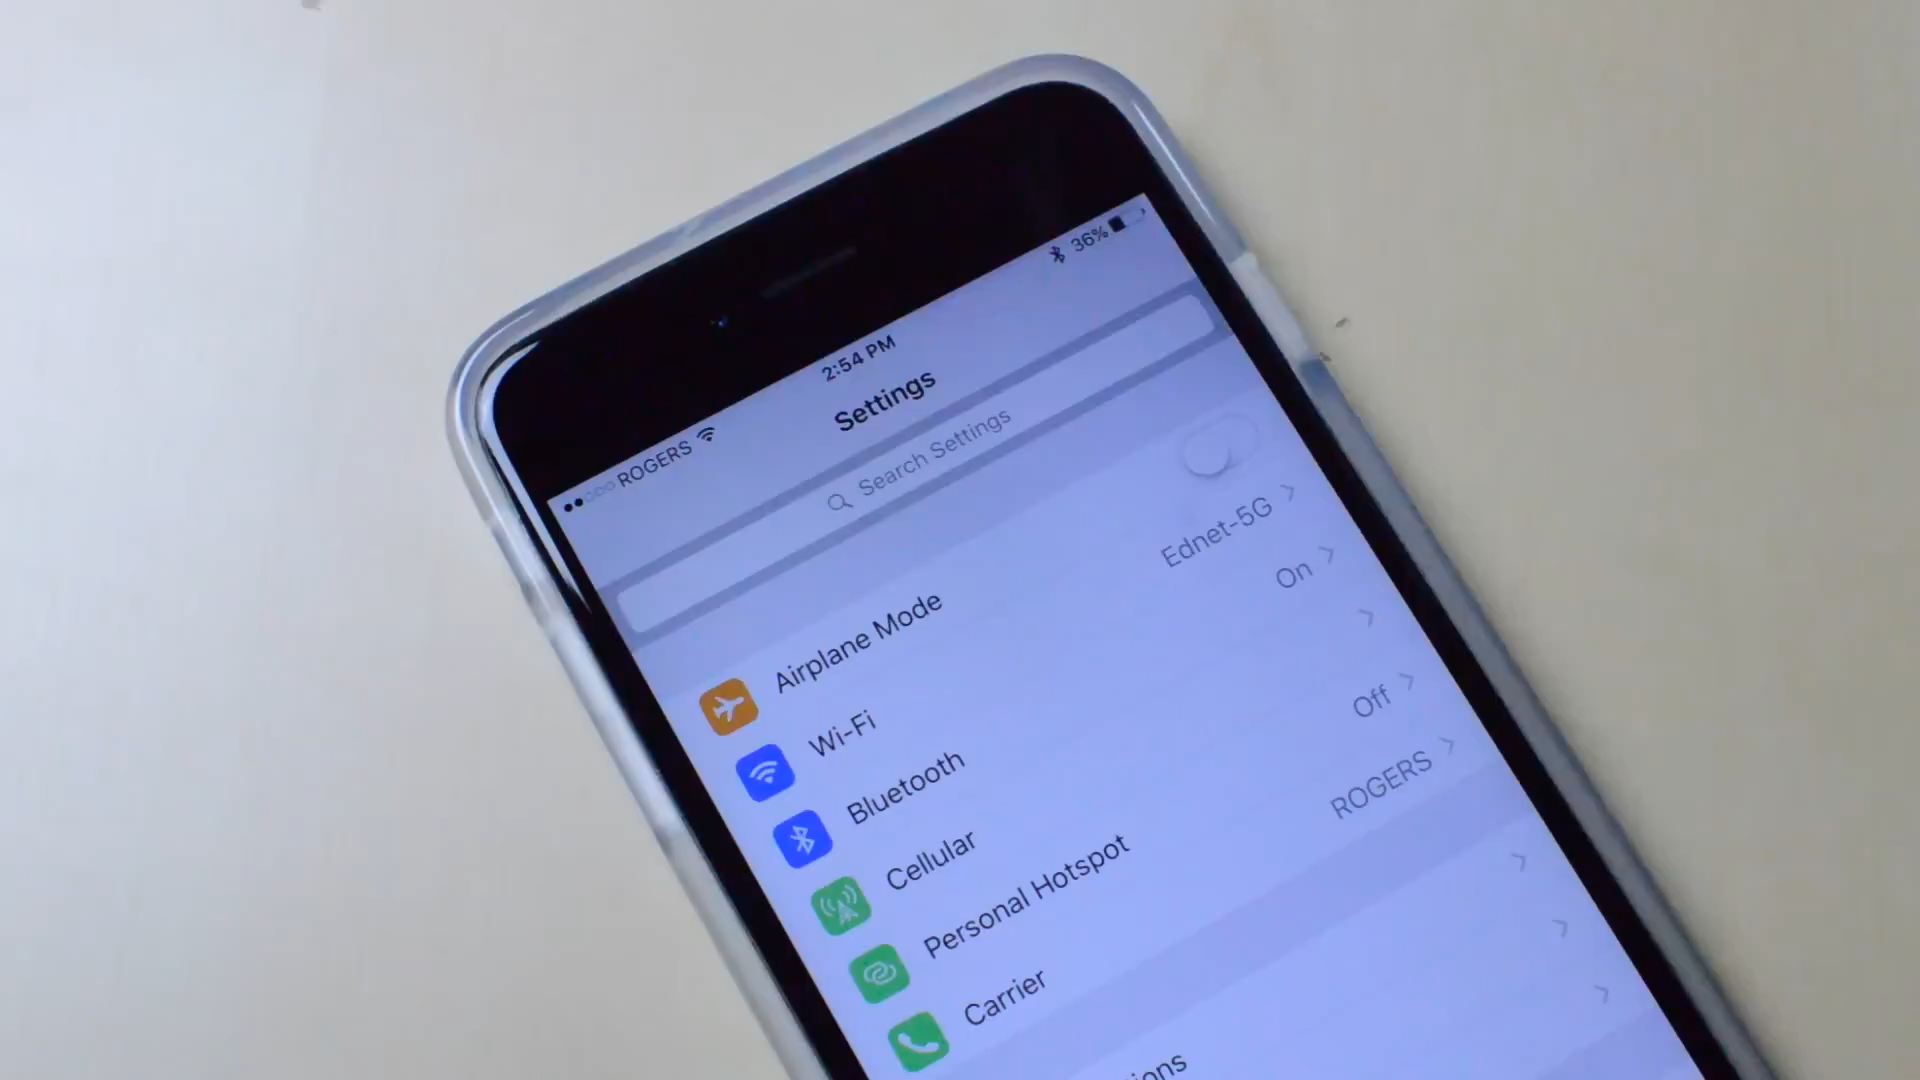 ROGERS 2:54 PM 36%
Settings
Search Settings
Airplane Mode
Wi-Fi Ednet-5G
Bluetooth On
Cellular
Personal Hotspot Off
Carrier ROGERS